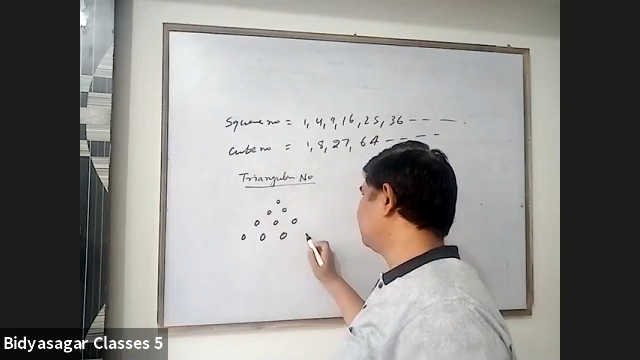 Square no = 1, 4, 9, 16, 25, 36 -- -- --.
Cube no = 1, 8, 27, 64 -- -- -- --
Triangular No
Bidyasagar Classes 5